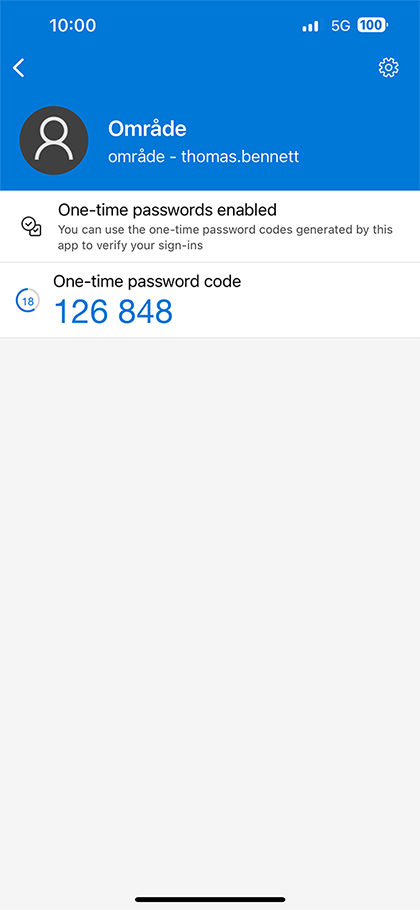 10:00 5G 100
Område
område - thomas.bennett
One-time passwords enabled
You can use the one-time password codes generated by this
app to verify your sign-ins
One-time password code
18
126 848